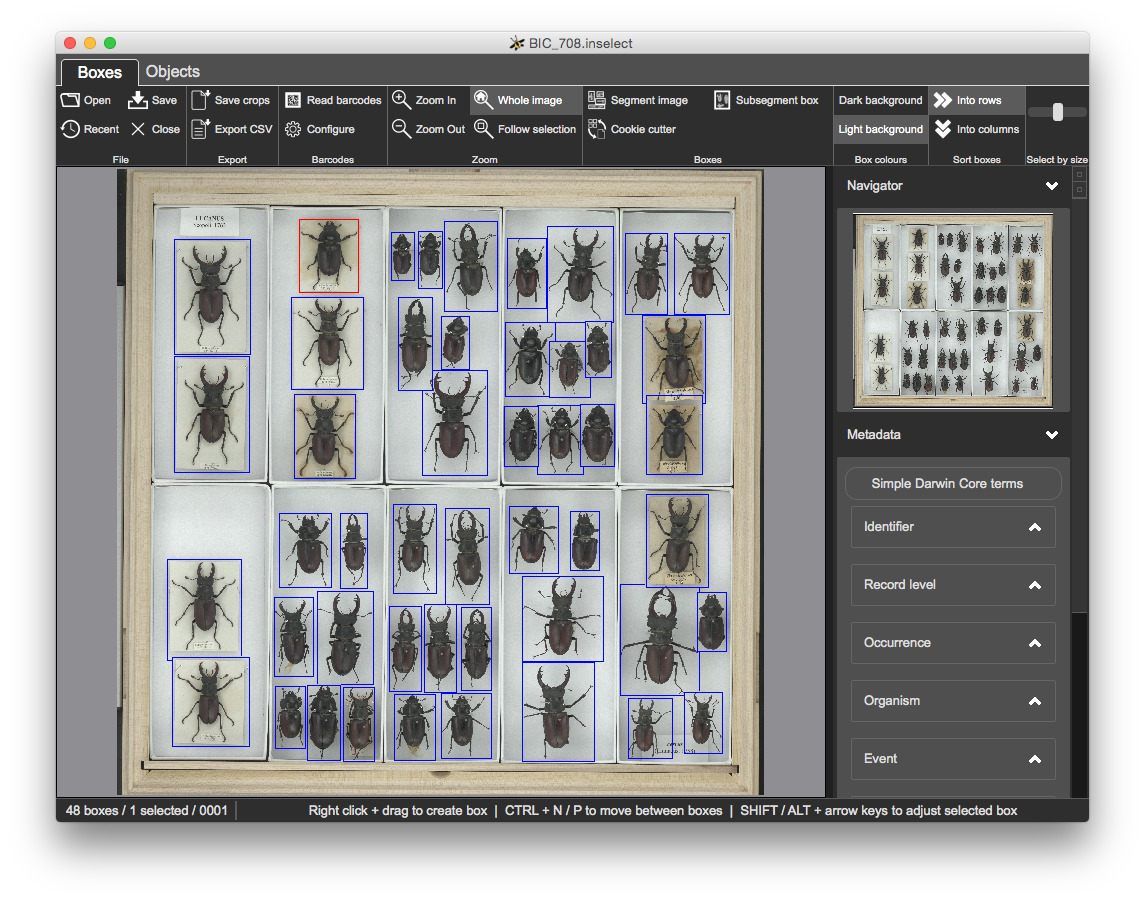 BIC_708.inselect
Boxes Objects
Open Save Save crops Read barcodes Zoom In Whole image Segment image Subsegment box Dark background Into rows
Recent Close Export CSV Configure Zoom Out Follow selection Cookie cutter Light background Into columns
File Export Barcodes Zoom Boxes Box colours Sort boxes Select by size
Navigator
LUCANUS
Scopoli, 1763
Metadata
Simple Darwin Core terms
Identifier
Record level
Occurrence
Organism
Event
48 boxes / 1 selected / 0001 Right click + drag to create box | CTRL + N / P to move between boxes | SHIFT / ALT + arrow keys to adjust selected box